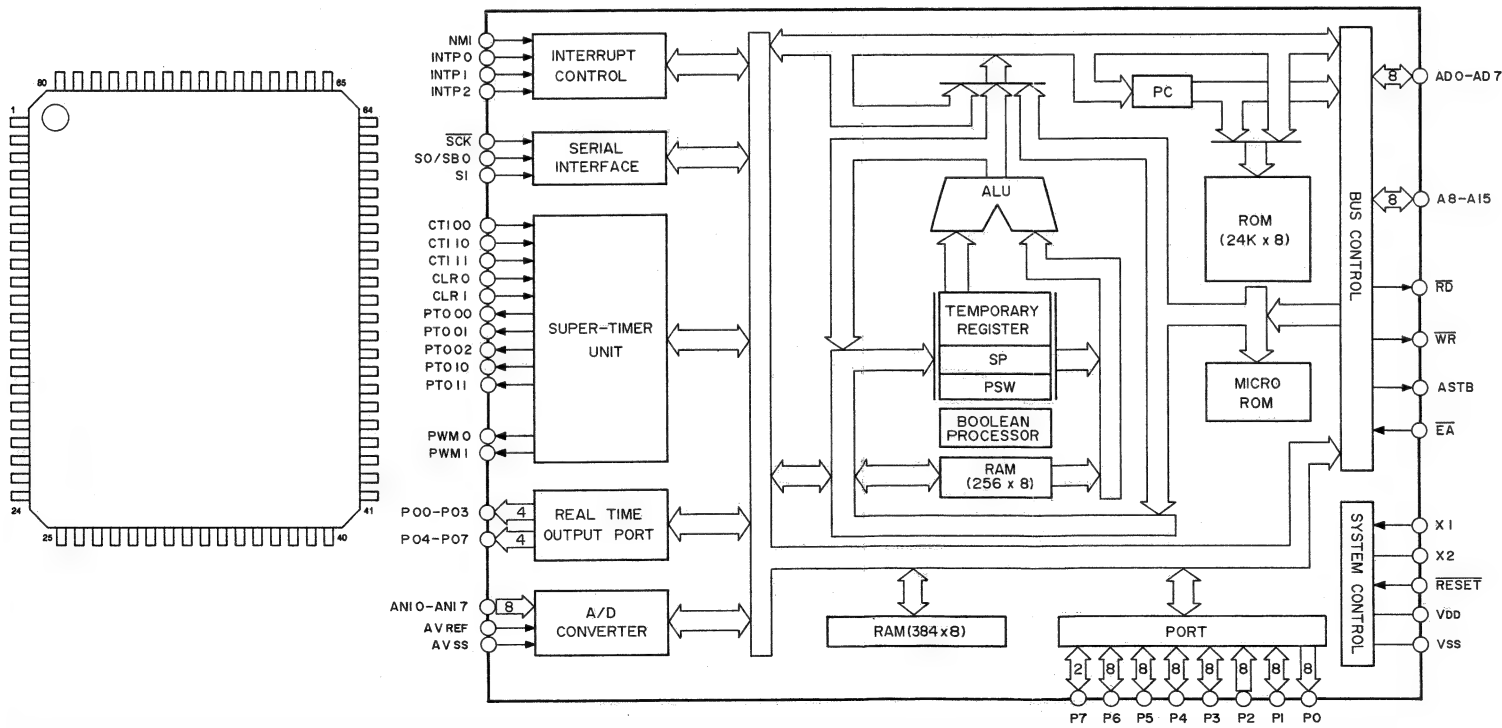 80
65
1
64
24
41
25
40
NMI
INTP0
INTP1
INTP2
INTERRUPT
CONTROL
SCK
SO/SB0
SI
SERIAL
INTERFACE
CTI00
CTI10
CTI11
CLR0
CLR1
PTO00
PTO01
PTO02
PTO10
PTO11
PWM0
PWM1
SUPER-TIMER
UNIT
P00-P03
4
P04-P07
4
REAL TIME
OUTPUT PORT
ANI0-ANI7
8
AVREF
AVSS
A/D
CONVERTER
PC
ALU
ROM
(24K x 8)
TEMPORARY
REGISTER
SP
PSW
MICRO
ROM
BOOLEAN
PROCESSOR
RAM
(256 x 8)
RAM(384x8)
PORT
2
8
8
8
8
8
8
8
P7
P6
P5
P4
P3
P2
P1
P0
BUS CONTROL
8
AD0-AD7
8
A8-A15
RD
WR
ASTB
EA
SYSTEM CONTROL
X1
X2
RESET
VDD
VSS